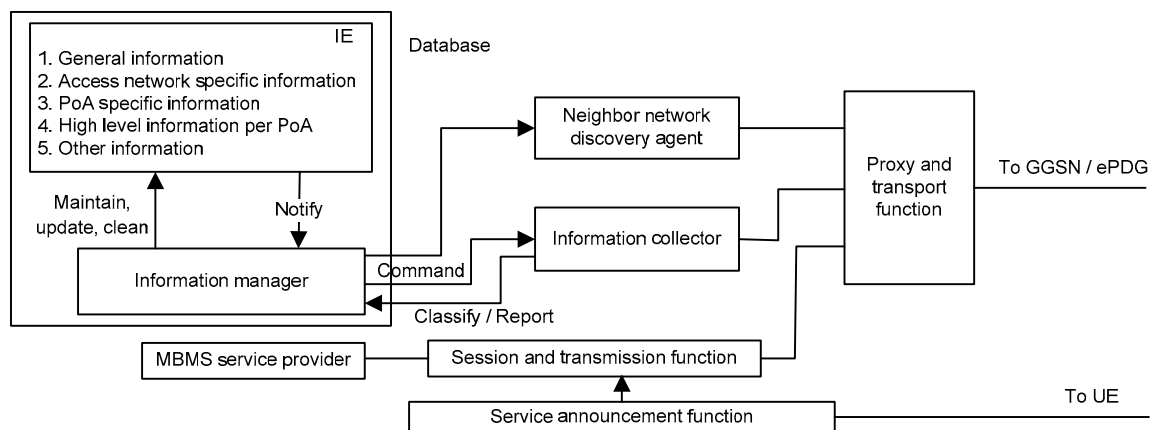 IE
1. General information
2. Access network specific information
3. PoA specific information
4. High level information per PoA
5. Other information
Database
Maintain,
update, clean
Notify
Information manager
Command
Classify / Report
Neighbor network
discovery agent
Information collector
Proxy and
transport
function
To GGSN / ePDG
MBMS service provider
Session and transmission function
Service announcement function
To UE